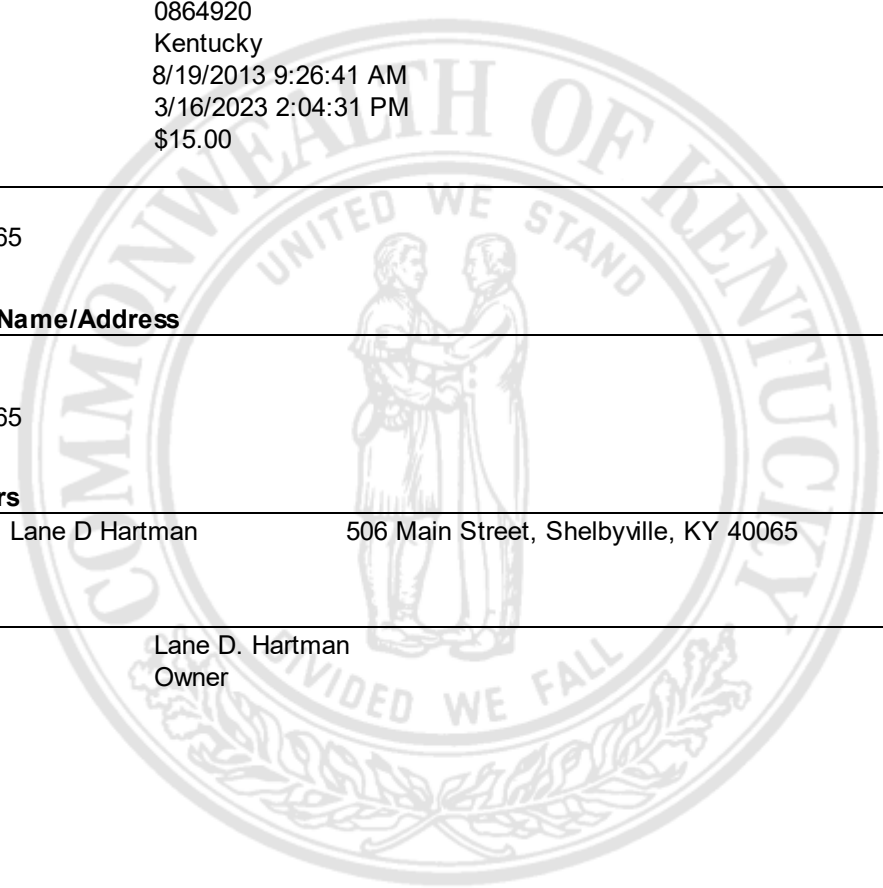 0864920
Kentucky
8/19/2013 9:26:41 AM
3/16/2023 2:04:31 PM
$15.00
65
Name/Address
65
rs
Lane D Hartman 506 Main Street, Shelbyville, KY 40065
Lane D. Hartman
Owner
COMMONWEALTH OF KENTUCKY
UNITED WE STAND
DIVIDED WE FALL